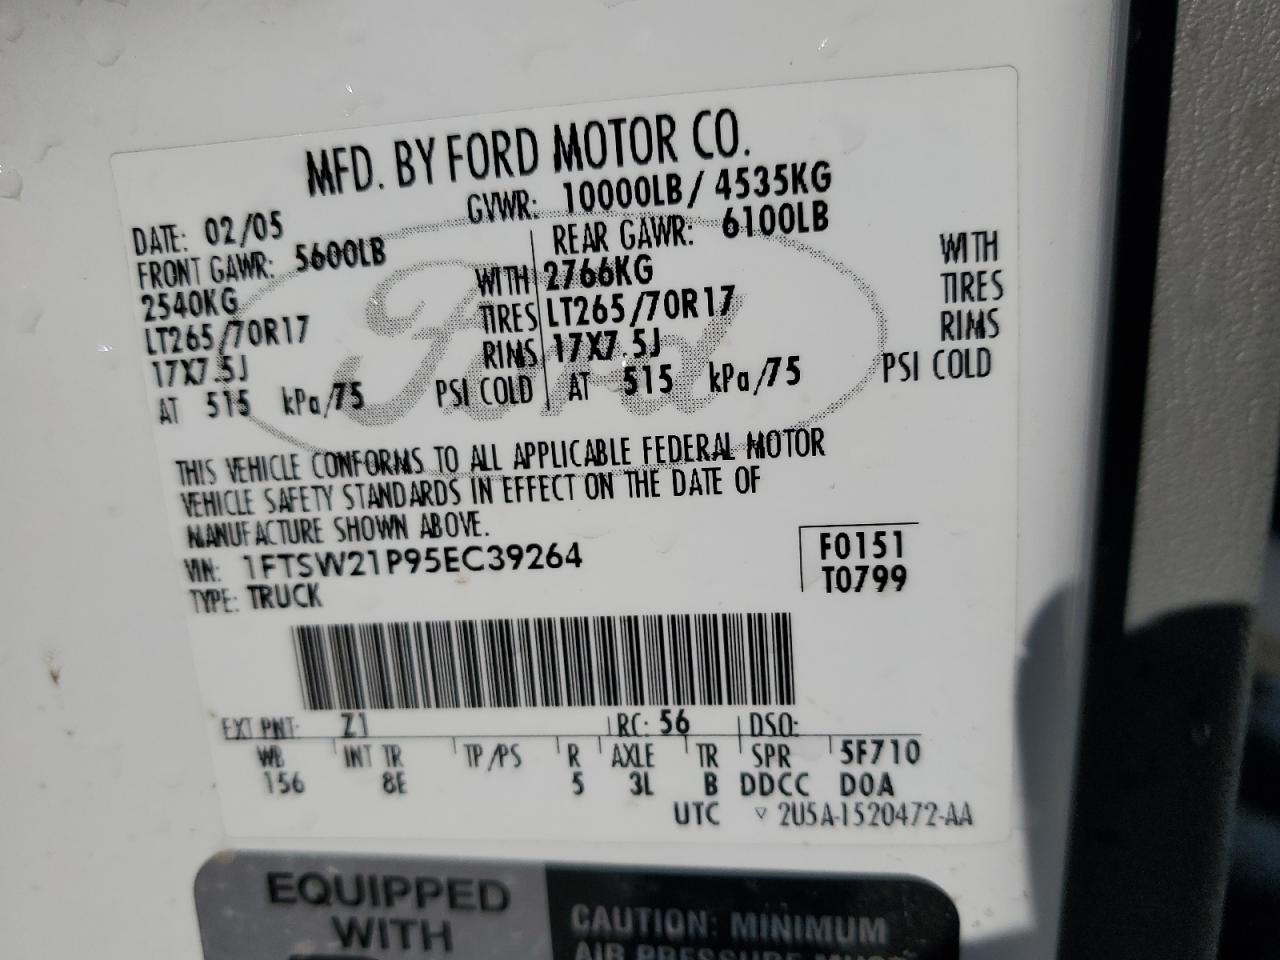 MFD. BY FORD MOTOR CO.
DATE: 02/05 GVWR: 10000LB/ 4535KG
FRONT GAWR: 5600LB REAR GAWR: 6100LB
2540KG WITH 2766KG WITH
LT265/70R17 TIRES LT265/70R17 TIRES
17X7.5J RIMS 17X7.5J RIMS
AT 515 kPa/75 PSI COLD AT 515 kPa/75 PSI COLD
Ford
THIS VEHICLE CONFORMS TO ALL APPLICABLE FEDERAL MOTOR
VEHICLE SAFETY STANDARDS IN EFFECT ON THE DATE OF
MANUFACTURE SHOWN ABOVE.
VIN: 1FTSW21P95EC39264 F0151
TYPE: TRUCK T0799
EXT PNT: Z1 RC: 56 DSO:
WB INT TR TP/PS R AXLE TR SPR 5F710
156 8E 5 3L B DDCC D0A
UTC ▽ 2U5A-1520472-AA
EQUIPPED
WITH
CAUTION: MINIMUM
AIR PRESSURE MUST